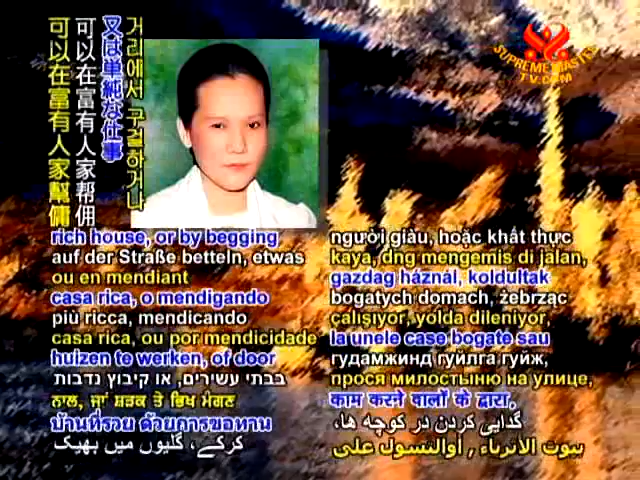 거리에서 구걸하거나
又は単純な仕事
可以在富有人家帮佣
可以在富有人家幫傭
SUPREME MASTER
TV.COM
rich house, or by begging
auf der Straße betteln, etwas
ou en mendiant
casa rica, o mendigando
più ricca, mendicando
casa rica, ou por mendicidade
huizen te werken, of door
בבתי עשירים, או קיבוץ נדבות
ਨਾਲ, ਜਾਂ ਸ਼ੜਕ ਤੇ ਭਿਖ ਮੰਗਣ
บ้านที่รวย ด้วยการขอทาน
کرکے، گلیوں میں بھیک
người giàu, hoặc khất thực
kaya, dng mengemis di jalan,
gazdag háznál, koldultak
bogatych domach, żebrząc
çalışıyor, yolda dileniyor,
la unele case bogate sau
гудамжинд гуйлга гуйж,
прося милостыню на улице,
काम करने वालों के द्वारा,
گدایی کردن در کوچه ها،
بيوت الأثرياء , أوالتسول على